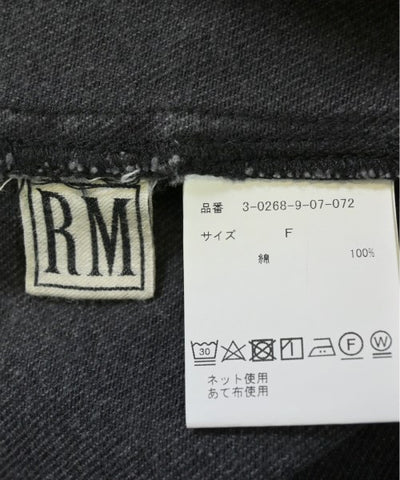 RM
品番 3-0268-9-07-072
サイズ F
綿 100%
30 F W
ネット使用
あて布使用